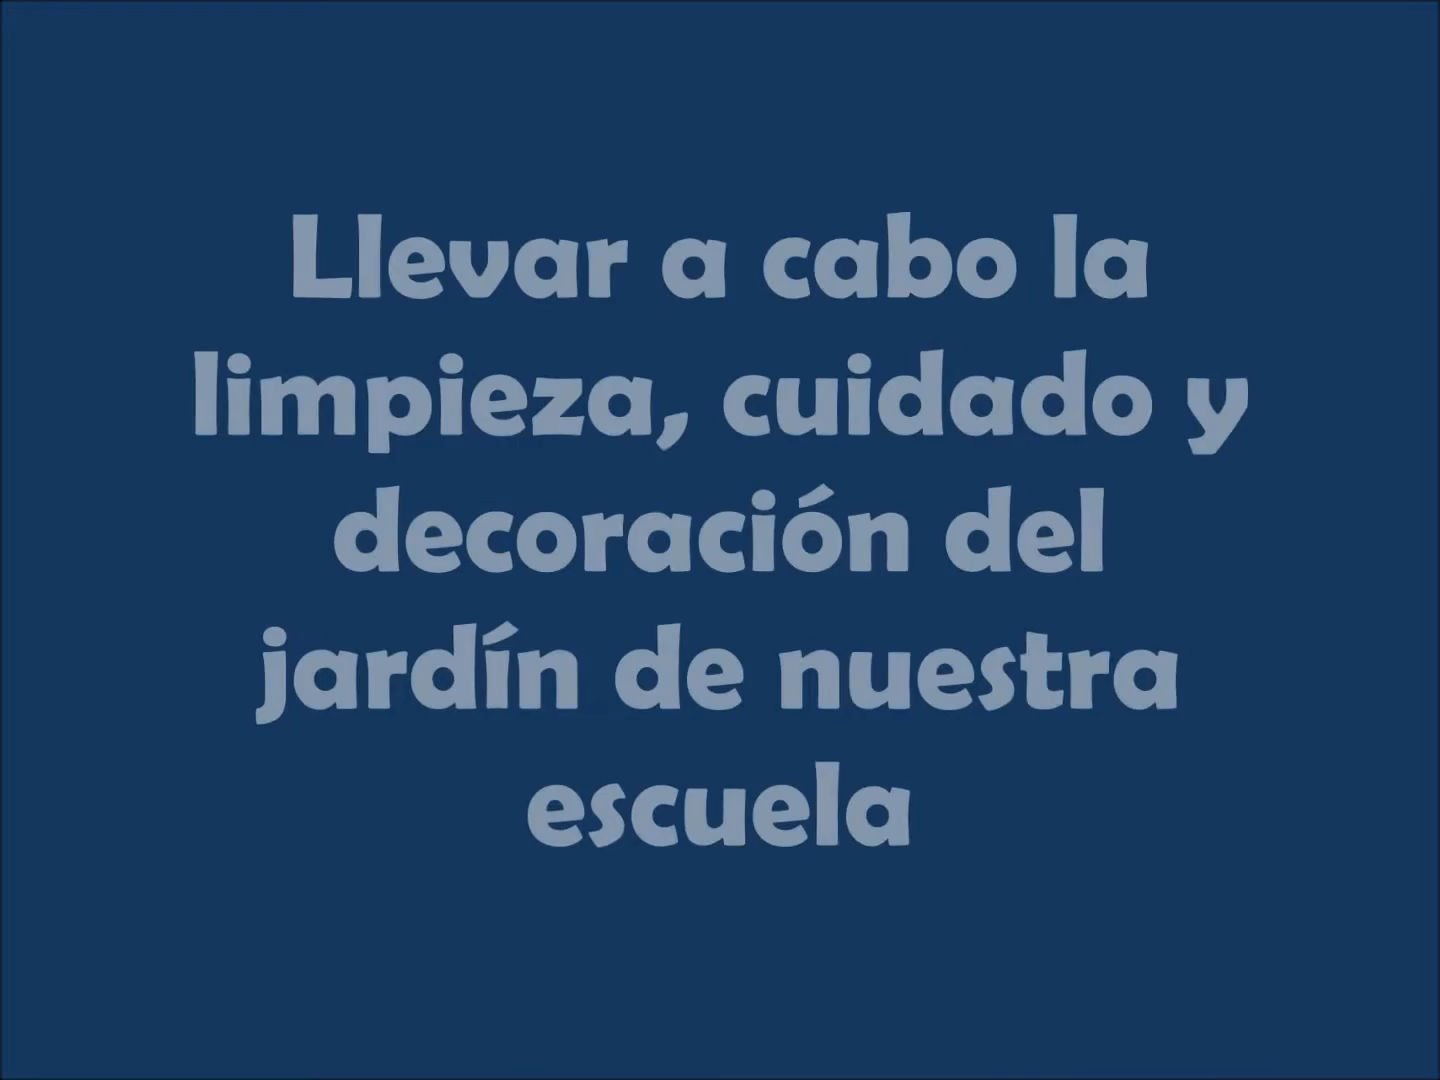 Llevar a cabo la
limpieza, cuidado y
decoración del
jardín de nuestra
escuela